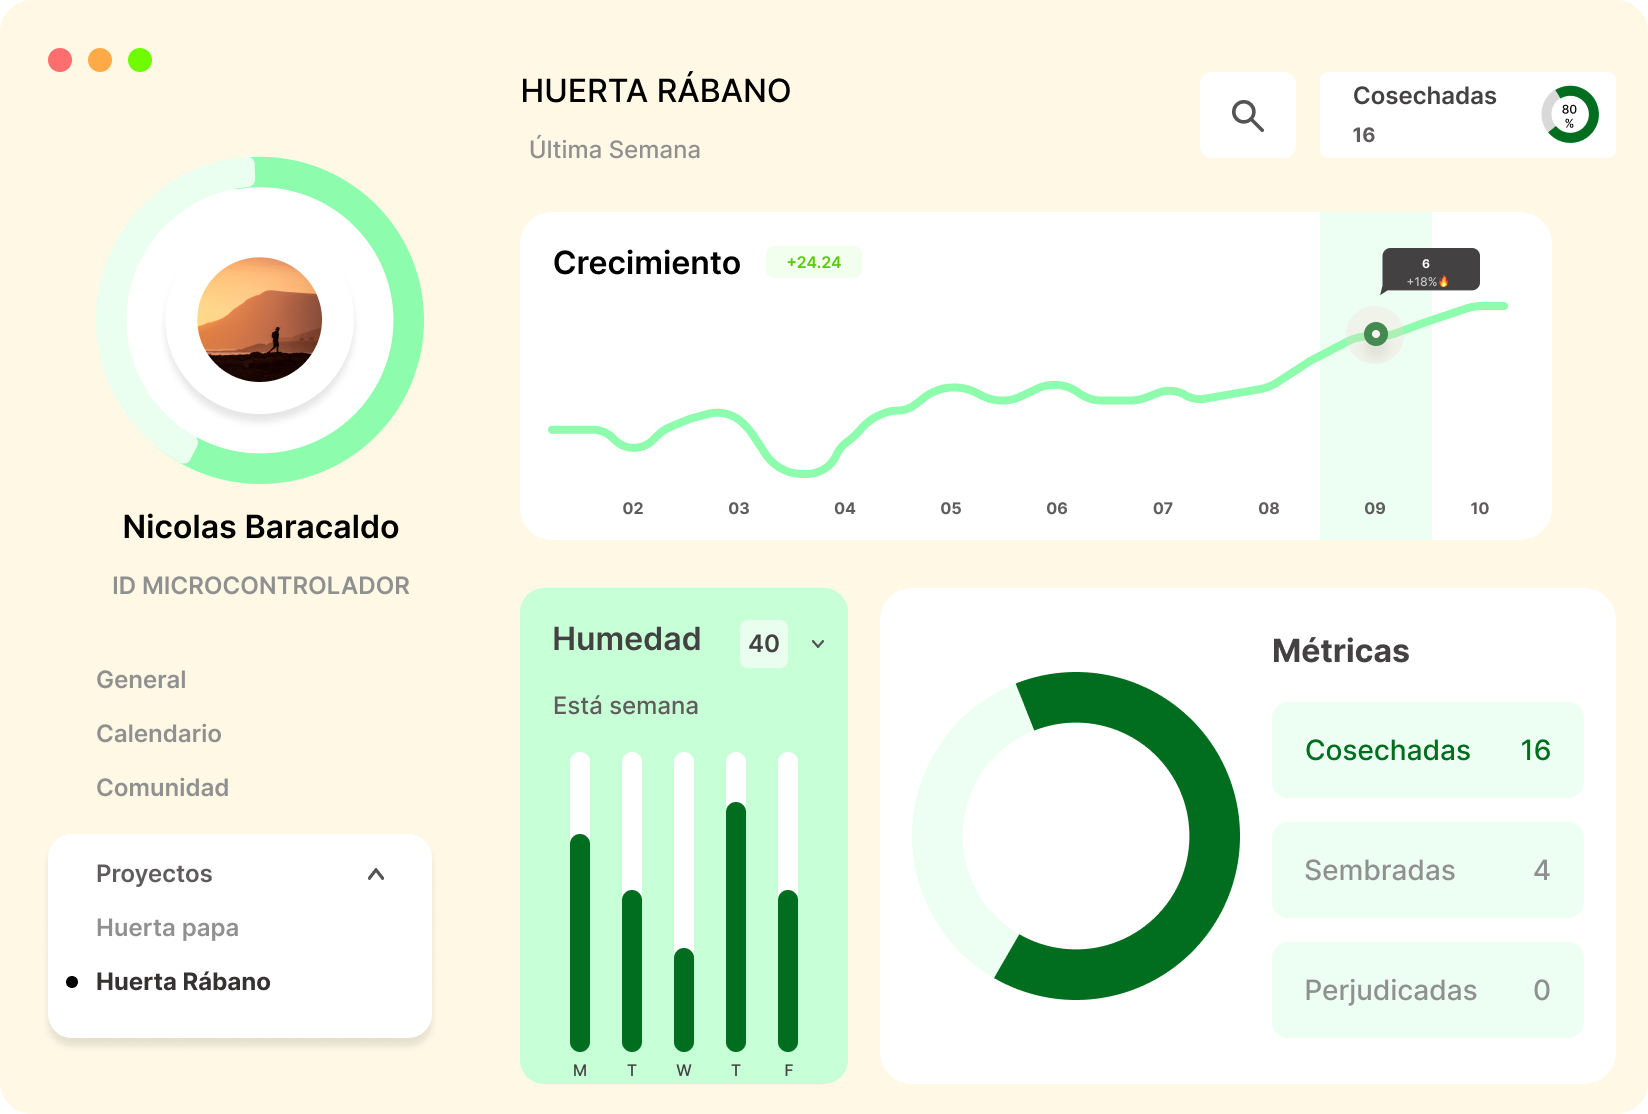 HUERTA RÁBANO
Última Semana
Cosechadas
16
80
%
Crecimiento
+24.24
6
+18%🔥
02 03 04 05 06 07 08 09 10
Nicolas Baracaldo
ID MICROCONTROLADOR
General
Calendario
Comunidad
Proyectos
Huerta papa
Huerta Rábano
Humedad 40
Está semana
M T W T F
Métricas
Cosechadas 16
Sembradas 4
Perjudicadas 0